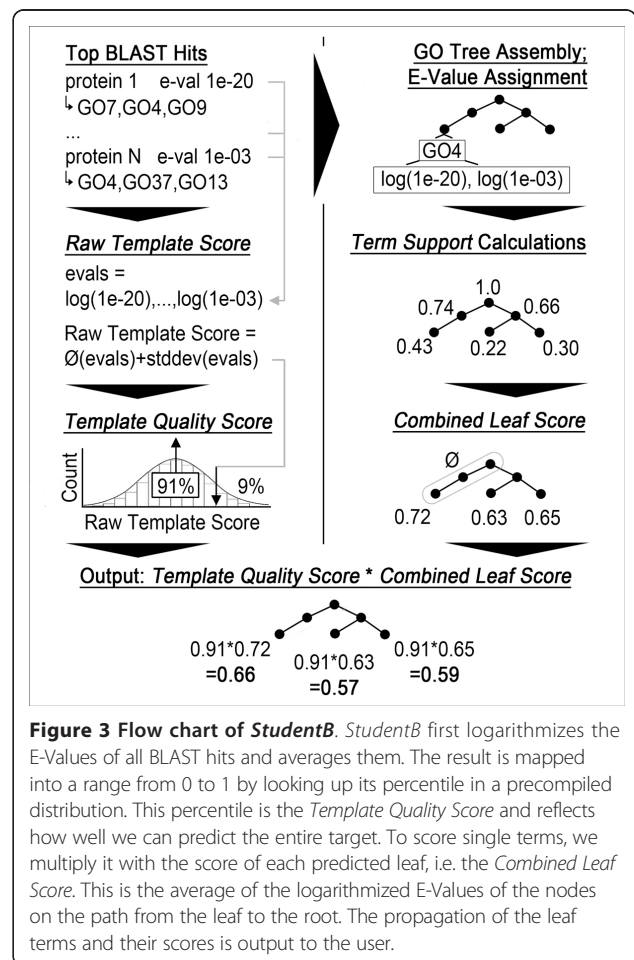 Top BLAST Hits
protein 1 e-val 1e-20
↳ GO7,GO4,GO9
...
protein N e-val 1e-03
↳ GO4,GO37,GO13
Raw Template Score
evals =
log(1e-20),...,log(1e-03)
Raw Template Score =
Ø(evals)+stddev(evals)
Template Quality Score
Count
91%
9%
Raw Template Score
GO Tree Assembly;
E-Value Assignment
GO4
log(1e-20), log(1e-03)
Term Support Calculations
1.0
0.74 0.66
0.43 0.22 0.30
Combined Leaf Score
Ø
0.72 0.63 0.65
Output: Template Quality Score * Combined Leaf Score
0.91*0.72 0.91*0.63 0.91*0.65
=0.66 =0.57 =0.59
Figure 3 Flow chart of StudentB. StudentB first logarithmizes the
E-Values of all BLAST hits and averages them. The result is mapped
into a range from 0 to 1 by looking up its percentile in a precompiled
distribution. This percentile is the Template Quality Score and reflects
how well we can predict the entire target. To score single terms, we
multiply it with the score of each predicted leaf, i.e. the Combined Leaf
Score. This is the average of the logarithmized E-Values of the nodes
on the path from the leaf to the root. The propagation of the leaf
terms and their scores is output to the user.